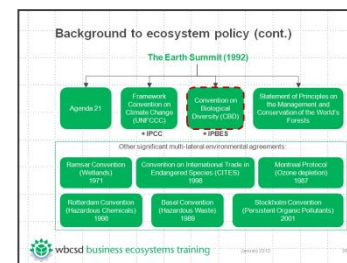 Background to ecosystem policy (cont.)
The Earth Summit (1992)
Agenda 21
Framework
Convention on
Climate Change
(UNFCCC)
Convention on
Biological
Diversity (CBD)
Statement of Principles on
the Management and
Conservation of the World's
Forests
+ IPCC
+ IPBES
Other significant multi-lateral environmental agreements:
Ramsar Convention
(Wetlands)
1971
Convention on International Trade in
Endangered Species (CITES)
1998
Montreal Protocol
(Ozone depletion)
1987
Rotterdam Convention
(Hazardous Chemicals)
1998
Basel Convention
(Hazardous Waste)
1989
Stockholm Convention
(Persistent Organic Pollutants)
2001
wbcsd business ecosystems training